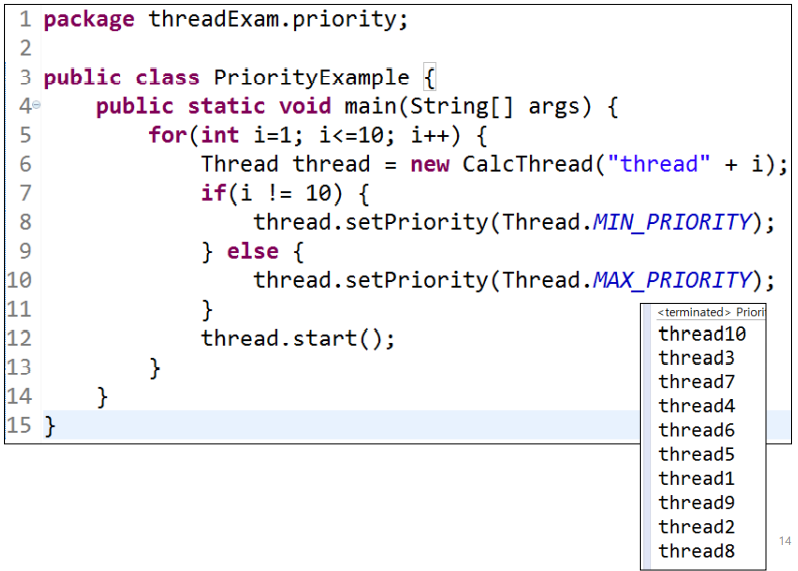 1 package threadExam.priority;
2
3 public class PriorityExample {
4 public static void main(String[] args) {
5 for(int i=1; i<=10; i++) {
6 Thread thread = new CalcThread("thread" + i);
7 if(i != 10) {
8 thread.setPriority(Thread.MIN_PRIORITY);
9 } else {
10 thread.setPriority(Thread.MAX_PRIORITY);
11 }
12 thread.start();
13 }
14 }
15 }
<terminated> Priori
thread10
thread3
thread7
thread4
thread6
thread5
thread1
thread9
thread2
thread8
14